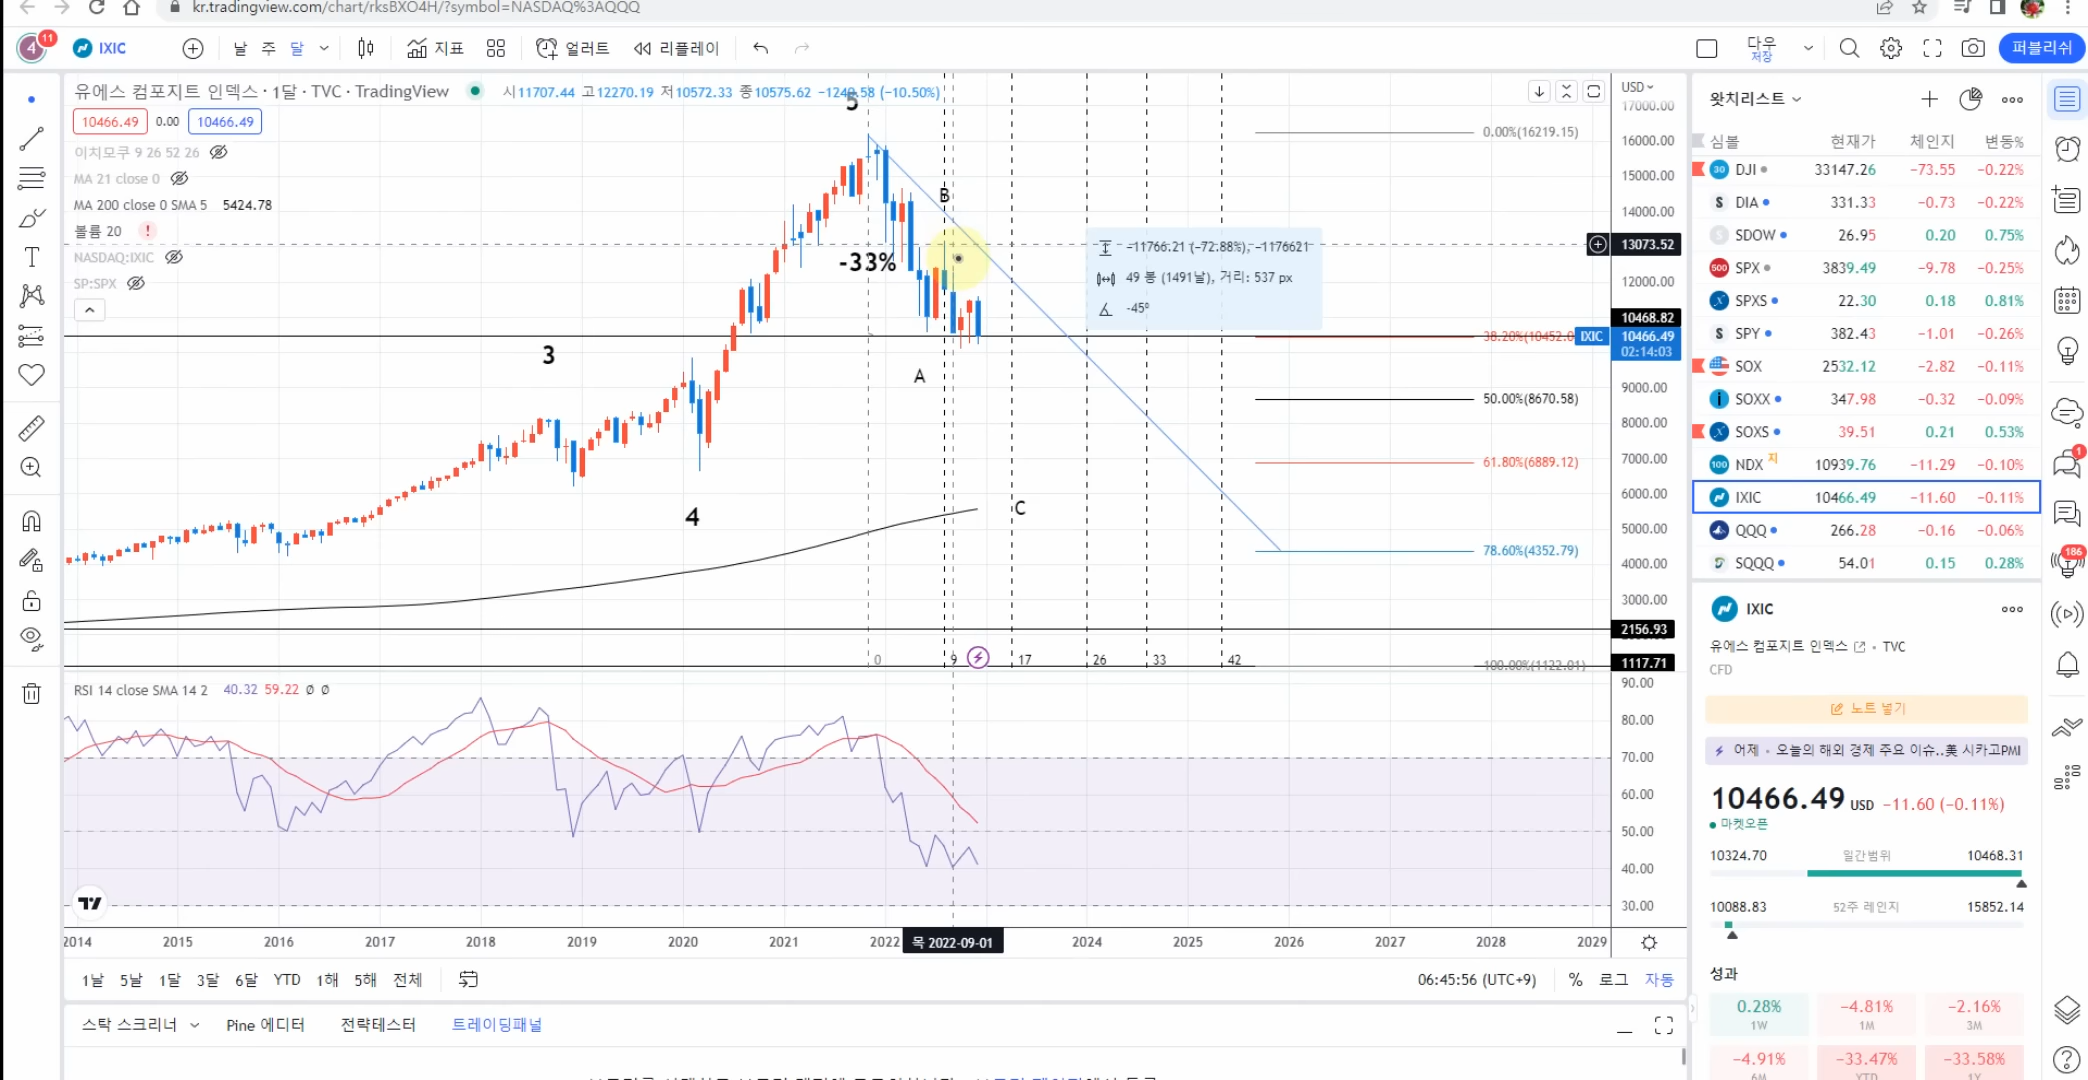 kr.tradingview.com/chart/rksBXO4H/?symbol=NASDAQ%3AQQQ
4 11 IXIC 날 주 달 지표 얼러트 리플레이 다우 저장 퍼블리쉬
유에스 컴포지트 인덱스 · 1달 · TVC · TradingView 시11707.44 고12270.19 저10572.33 종10575.62 (−10.50%) USD
10466.49 0.00 10466.49
이치모쿠 9 26 52 26
MA 21 close 0
MA 200 close 0 SMA 5 5424.78
볼륨 20 !
NASDAQ:IXIC
SP:SPX
5
B
-33%
3
A
4
C
−11766.21 (−72.88%), −1176621
49 봉 (1491날), 거리: 537 px
-45º
0.00%(16219.15)
50.00%(8670.58)
61.80%(6889.12)
78.60%(4352.79)
17000.00
16000.00
15000.00
14000.00
13073.52
12000.00
10468.82
IXIC 10466.49
02:14:03
9000.00
8000.00
7000.00
6000.00
5000.00
4000.00
3000.00
2156.93
1117.71
0 9 17 26 33 42
RSI 14 close SMA 14 2 40.32 59.22 Ø Ø
90.00
80.00
70.00
60.00
50.00
40.00
30.00
2014 2015 2016 2017 2018 2019 2020 2021 2022 목 2022-09-01 2024 2025 2026 2027 2028 2029
1날 5날 1달 3달 6달 YTD 1해 5해 전체 06:45:56 (UTC+9) % 로그 자동
스탁 스크리너 Pine 에디터 전략테스터 트레이딩패널
왓치리스트
심볼 현재가 체인지 변동%
30 DJI 33147.26 −73.55 −0.22%
S DIA 331.33 −0.73 −0.22%
S SDOW 26.95 0.20 0.75%
500 SPX 3839.49 −9.78 −0.25%
SPXS 22.30 0.18 0.81%
S SPY 382.43 −1.01 −0.26%
SOX 2532.12 −2.82 −0.11%
SOXX 347.98 −0.32 −0.09%
SOXS 39.51 0.21 0.53%
100 NDX 지 10939.76 −11.29 −0.10%
IXIC 10466.49 −11.60 −0.11%
QQQ 266.28 −0.16 −0.06%
SQQQ 54.01 0.15 0.28%
IXIC
유에스 컴포지트 인덱스 • TVC
CFD
노트 넣기
어제 • 오늘의 해외 경제 주요 이슈..美 시카고PMI
10466.49 USD −11.60 (−0.11%)
마켓오픈
10324.70 일간범위 10468.31
10088.83 52주 레인지 15852.14
성과
0.28% −4.81% −2.16%
1W 1M 3M
−4.91% −33.47% −33.58%
6M YTD 1Y
1
186